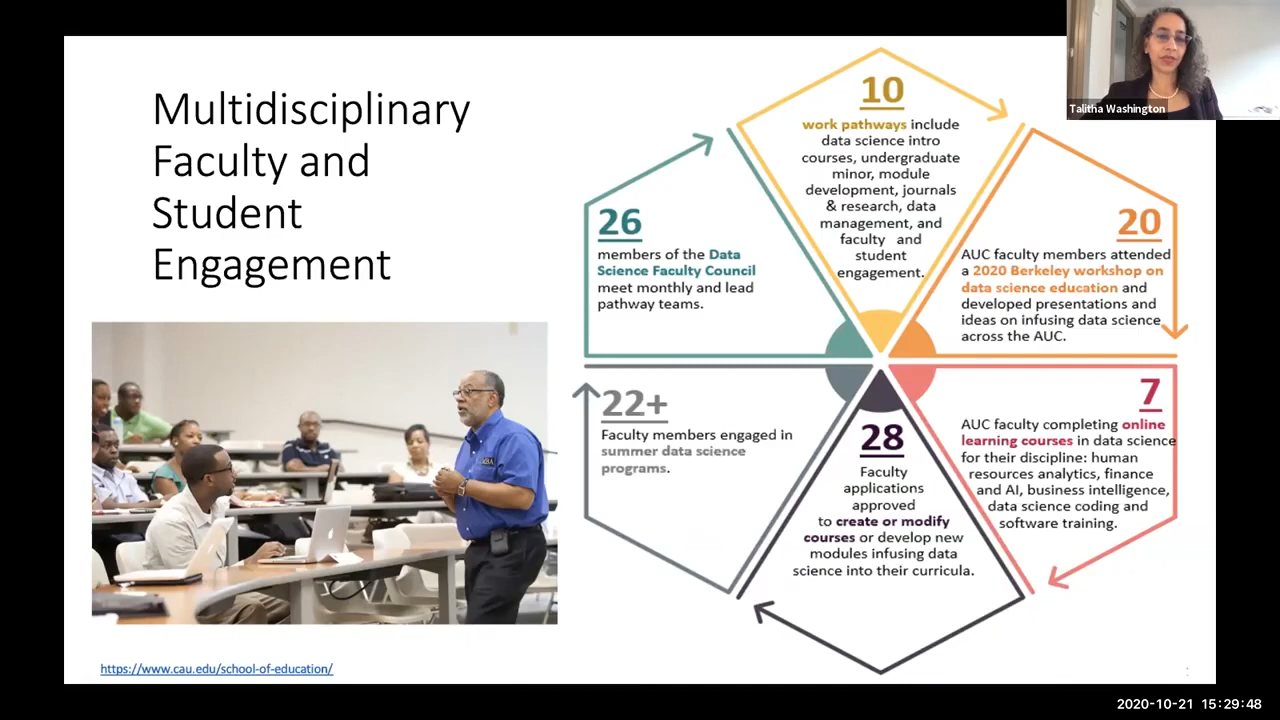 Talitha Washington
Multidisciplinary
Faculty and
Student
Engagement
10
work pathways include
data science intro
courses, undergraduate
minor, module
development, journals
& research, data
management, and
faculty and
student
engagement.
20
AUC faculty members attended
a 2020 Berkeley workshop on
data science education and
developed presentations and
ideas on infusing data science
across the AUC.
7
AUC faculty completing online
learning courses in data science
for their discipline: human
resources analytics, finance
and AI, business intelligence,
data science coding and
software training.
28
Faculty
applications
approved
to create or modify
courses or develop new
modules infusing data
science into their curricula.
22+
Faculty members engaged in
summer data science
programs.
26
members of the Data
Science Faculty Council
meet monthly and lead
pathway teams.
https://www.cau.edu/school-of-education/
2020-10-21 15:29:48